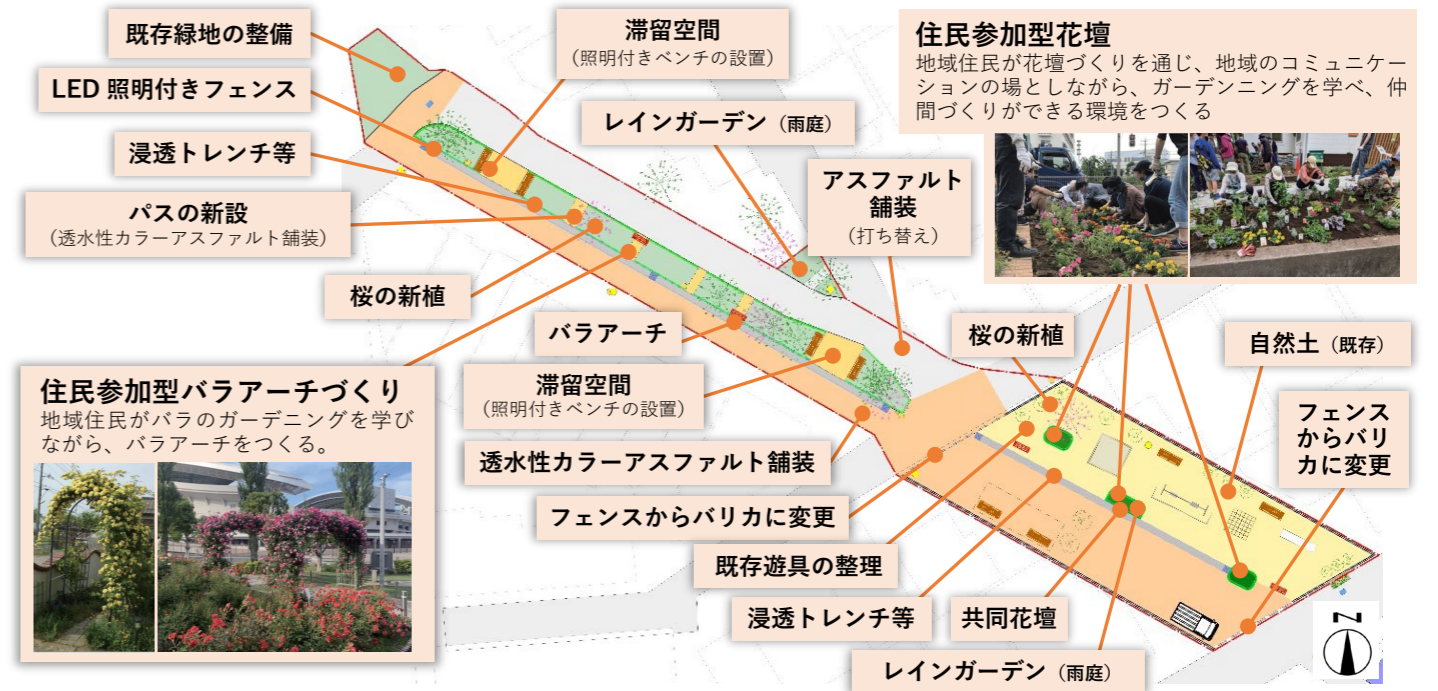 既存緑地の整備
LED 照明付きフェンス
浸透トレンチ等
パスの新設
（透水性カラーアスファルト舗装）
桜の新植
滞留空間
（照明付きベンチの設置）
レインガーデン（雨庭）
アスファルト
舗装
（打ち替え）
住民参加型花壇
地域住民が花壇づくりを通じ、地域のコミュニケー
ションの場としながら、ガーデンニングを学べ、仲
間づくりができる環境をつくる
住民参加型バラアーチづくり
地域住民がバラのガーデニングを学び
ながら、バラアーチをつくる。
バラアーチ
滞留空間
（照明付きベンチの設置）
透水性カラーアスファルト舗装
フェンスからバリカに変更
既存遊具の整理
浸透トレンチ等
共同花壇
レインガーデン（雨庭）
桜の新植
自然土（既存）
フェンス
からバリ
カに変更
N